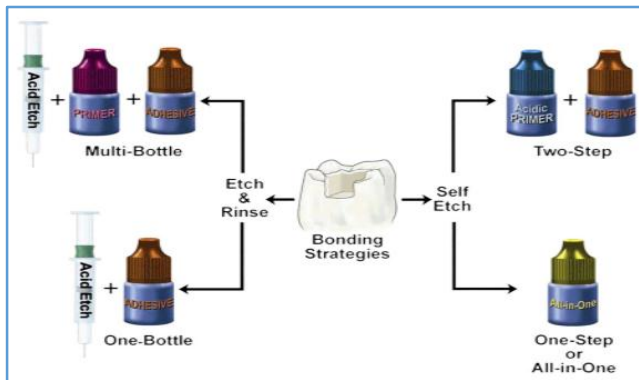 Acid Etch
+
PRIMER
+
ADHESIVE
Multi-Bottle
Acidic
PRIMER
+
ADHESIVE
Two-Step
Etch
&
Rinse
Bonding
Strategies
Self
Etch
Acid Etch
+
ADHESIVE
One-Bottle
All-in-One
One-Step
or
All-in-One